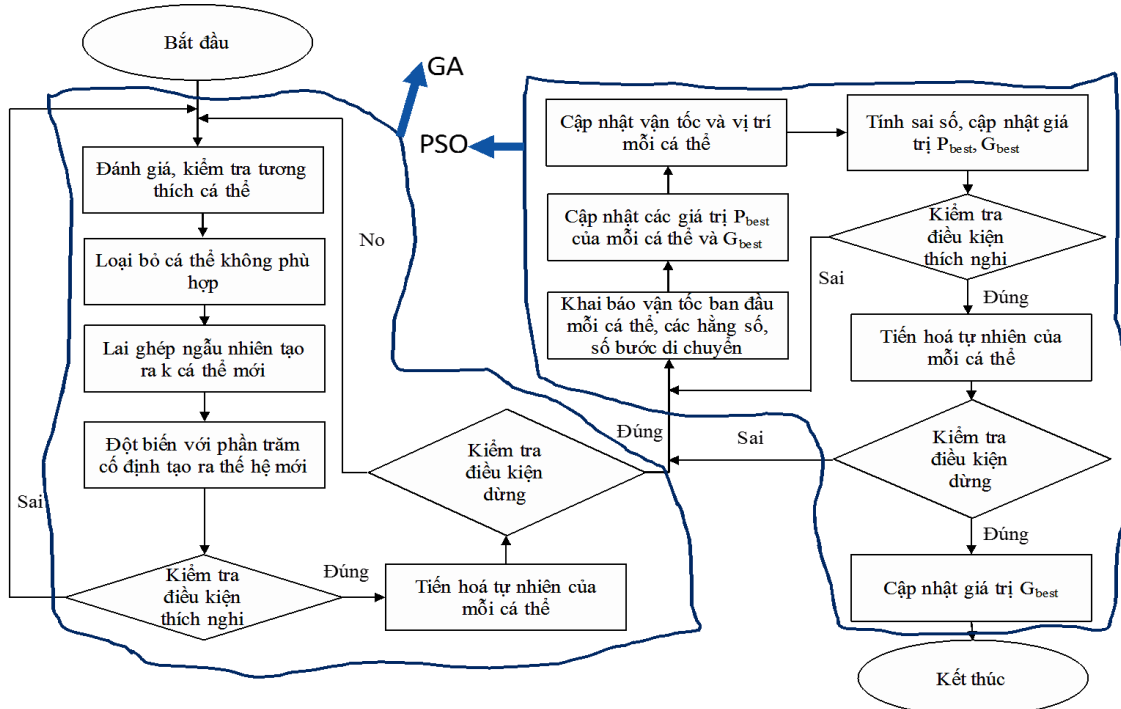 Bắt đầu
GA
PSO
Đánh giá, kiểm tra tương
thích cá thể
No
Loại bỏ cá thể không phù
hợp
Lai ghép ngẫu nhiên tạo
ra k cá thể mới
Đột biến với phần trăm
cố định tạo ra thế hệ mới
Sai
Kiểm tra
điều kiện
thích nghi
Đúng
Tiến hoá tự nhiên của
mỗi cá thể
Kiểm tra
điều kiện
dừng
Đúng
Khai báo vận tốc ban đầu
mỗi cá thể, các hằng số,
số bước di chuyển
Cập nhật các giá trị Pbest
của mỗi cá thể và Gbest
Cập nhật vận tốc và vị trí
mỗi cá thể
Tính sai số, cập nhật giá
trị Pbest, Gbest
Kiểm tra
điều kiện
thích nghi
Sai
Đúng
Tiến hoá tự nhiên của
mỗi cá thể
Kiểm tra
điều kiện
dừng
Sai
Đúng
Cập nhật giá trị Gbest
Kết thúc